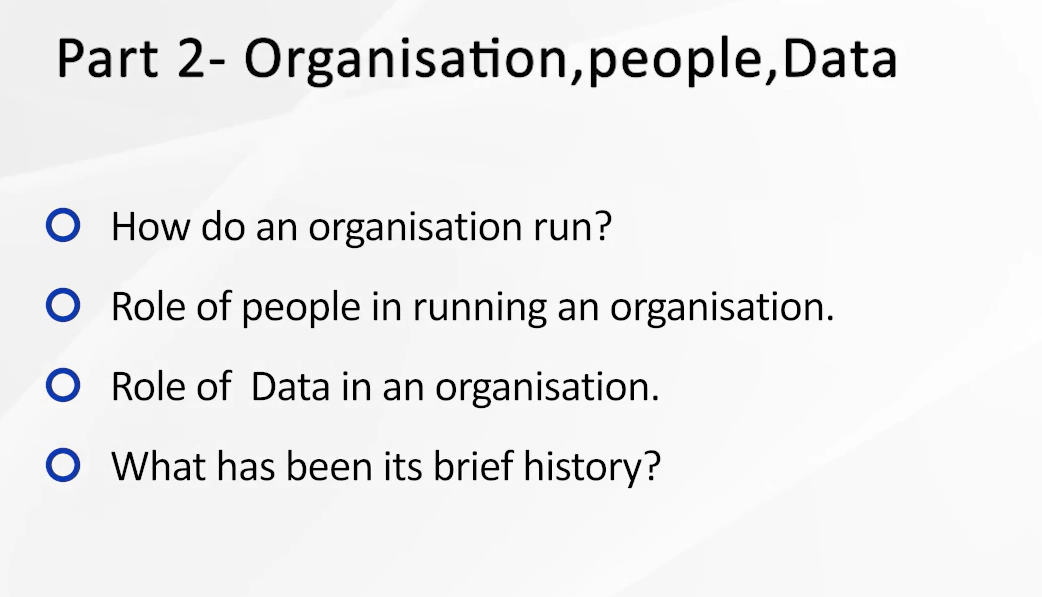 Part 2- Organisation,people,Data
How do an organisation run?
Role of people in running an organisation.
Role of  Data in an organisation.
What has been its brief history?